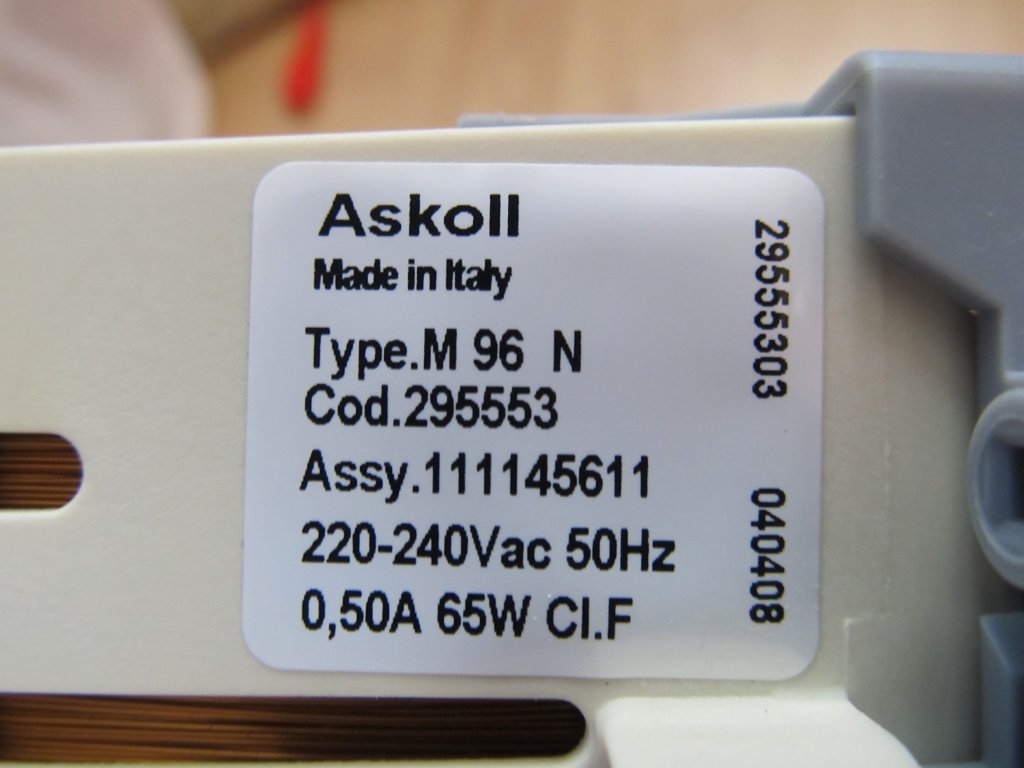 Askoll
Made in Italy
Type.M 96 N
Cod.295553
Assy.111145611
220-240Vac 50Hz
0,50A 65W Cl.F
29555303
040408